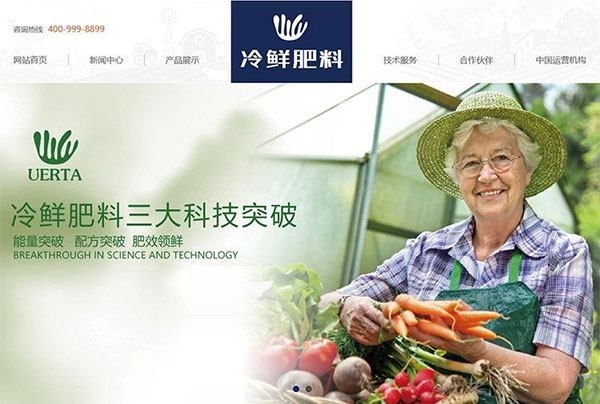 咨询热线 400-999-8899
冷鲜肥料
网站首页 新闻中心 产品展示 技术服务 合作伙伴 中国运营机构
UERTA
冷鲜肥料三大科技突破
能量突破 配方突破 肥效领鲜
BREAKTHROUGH IN SCIENCE AND TECHNOLOGY